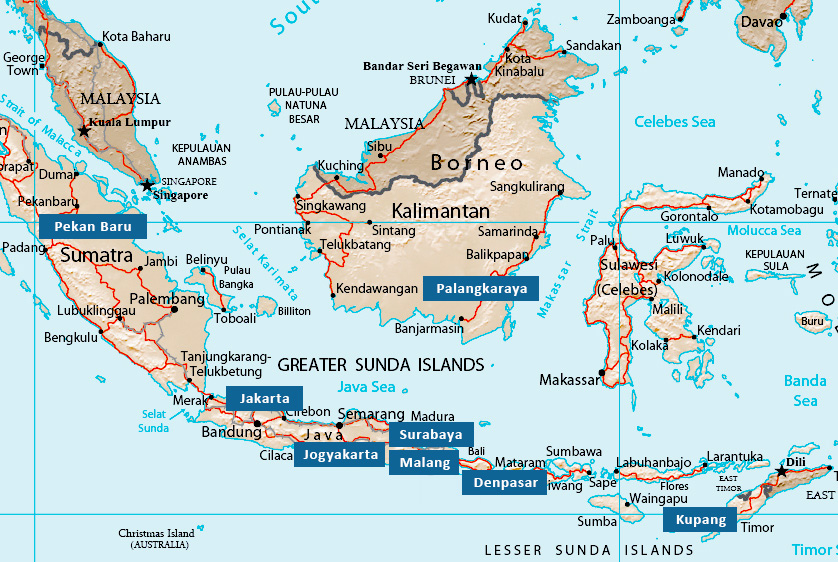 South
Kudat
Zamboanga
Davao
Kota Baharu
Sandakan
George
Town
Bandar Seri Begawan
BRUNEI
Kota
Kinabalu
MALAYSIA
PULAU-PULAU
NATUNA
BESAR
Strait of Malacca
Kuala Lumpur
MALAYSIA
Celebes Sea
KEPULAUAN
ANAMBAS
Sibu
Borneo
Kuching
Dumai
SINGAPORE
Singapore
Sangkulirang
Manado
Ternate
Pekanbaru
Singkawang
Kalimantan
Gorontalo
Kotamobagu
Pekan Baru
Pontianak
Sintang
Samarinda
Molucca Sea
Padang
Selat Karimata
Telukbatang
Makassar Strait
Palu
Luwuk
Sumatra
Jambi
Belinyu
Balikpapan
Sulawesi
(Celebes)
KEPULAUAN
SULA
Pulau
Bangka
Kolonodale
Palembang
Kendawangan
Palangkaraya
Malili
M O
Lubuklinggau
Toboali
Billiton
Banjarmasin
Buru
Bengkulu
Kendari
Kolaka
Tanjungkarang-
Telukbetung
GREATER SUNDA ISLANDS
Makassar
Banda
Sea
Java Sea
Merak
Jakarta
Selat
Sunda
Cirebon
Semarang
Madura
Bandung
Java
Surabaya
Cilaca
Jogyakarta
Malang
Bali
Mataram
Sumbawa
Labuhanbajo
Larantuka
Dili
Denpasar
iwang
Sape
Flores
EAST
TIMOR
EAST
Waingapu
Sumba
Kupang
Timor
Christmas Island
(AUSTRALIA)
LESSER SUNDA ISLANDS
Timor S